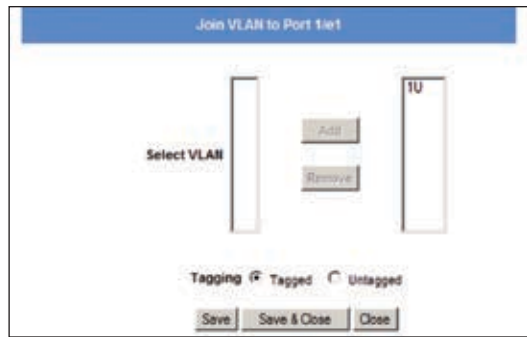 Join VLAN to Port 1/e1
1U
Add
Select VLAN
Remove
Tagging Tagged Untagged
Save Save & Close Close